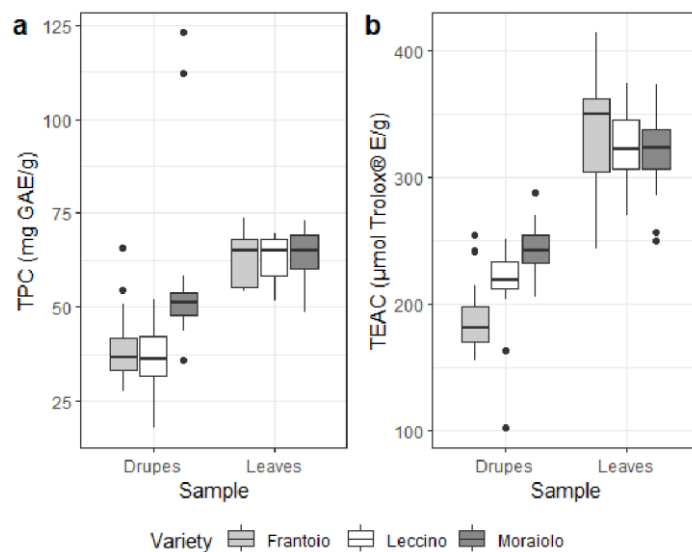 a
TPC (mg GAE/g)
125
100
75
50
25
Drupes
Leaves
Sample
b
TEAC (µmol Trolox® E/g)
400
300
200
100
Drupes
Leaves
Sample
Variety Frantoio Leccino Moraiolo